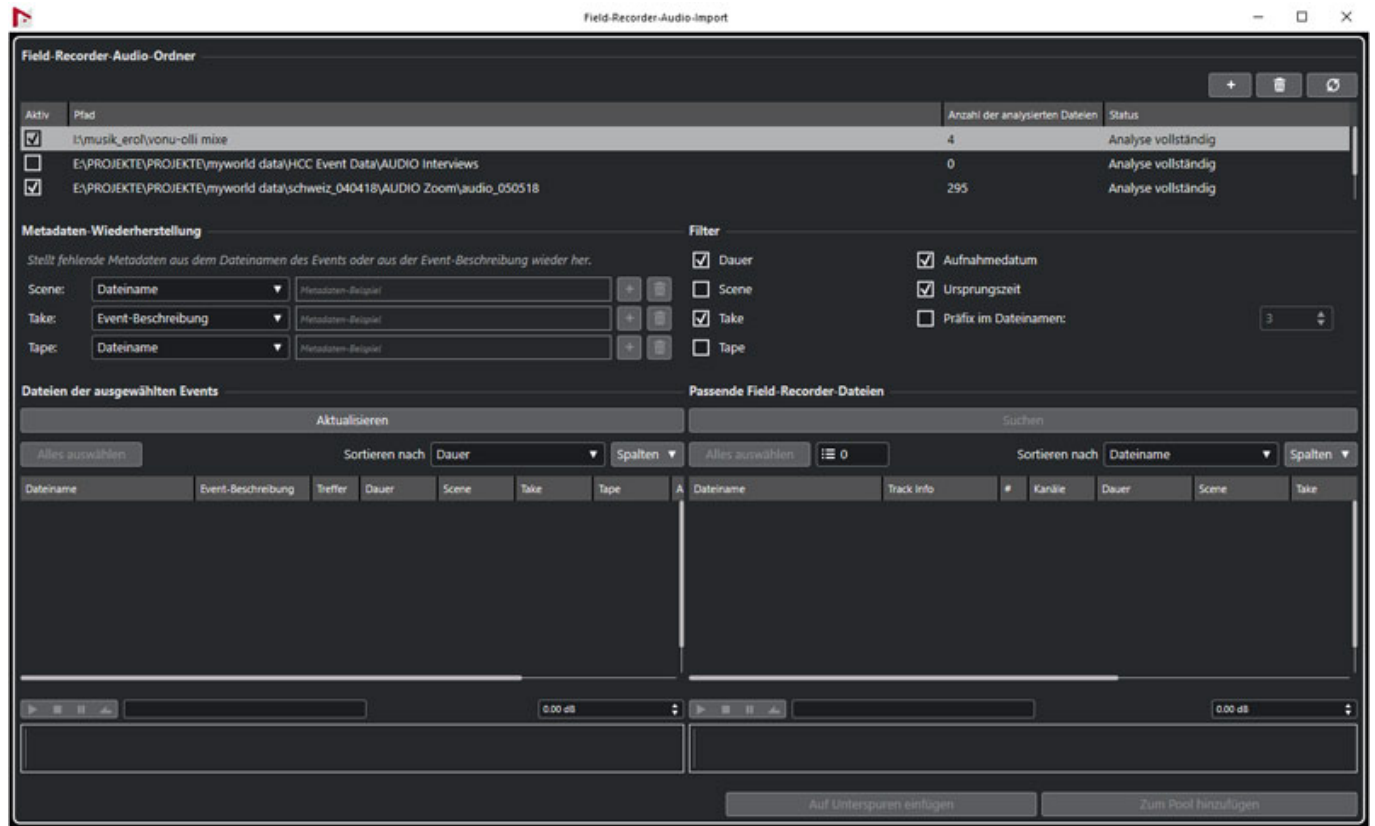 Field-Recorder-Audio-Import
Field-Recorder-Audio-Ordner
Aktiv Pfad Anzahl der analysierten Dateien Status
I:\musik_erol\vonu-olli mixe 4 Analyse vollständig
E:\PROJEKTE\PROJEKTE\myworld data\HCC Event Data\AUDIO Interviews 0 Analyse vollständig
E:\PROJEKTE\PROJEKTE\myworld data\schweiz_040418\AUDIO Zoom\audio_050518 295 Analyse vollständig
Metadaten-Wiederherstellung Filter
Stellt fehlende Metadaten aus dem Dateinamen des Events oder aus der Event-Beschreibung wieder her. Dauer Aufnahmedatum
Scene: Dateiname Metadaten-Beispiel + Scene Ursprungszeit
Take: Event-Beschreibung Metadaten-Beispiel + Take Präfix im Dateinamen: 3
Tape: Dateiname Metadaten-Beispiel + Tape
Dateien der ausgewählten Events Passende Field-Recorder-Dateien
Aktualisieren Suchen
Alles auswählen Sortieren nach Dauer Spalten Alles auswählen 0 Sortieren nach Dateiname Spalten
Dateiname Event-Beschreibung Treffer Dauer Scene Take Tape A Dateiname Track Info # Kanäle Dauer Scene Take
0.00 dB 0.00 dB
Auf Unterspuren einfügen Zum Pool hinzufügen